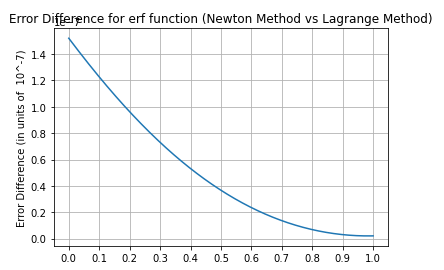 Error Difference for erf function (Newton Method vs Lagrange Method)
1e−7
Error Difference (in units of 10^-7)
1.4
1.2
1.0
0.8
0.6
0.4
0.2
0.0
0.0 0.1 0.2 0.3 0.4 0.5 0.6 0.7 0.8 0.9 1.0